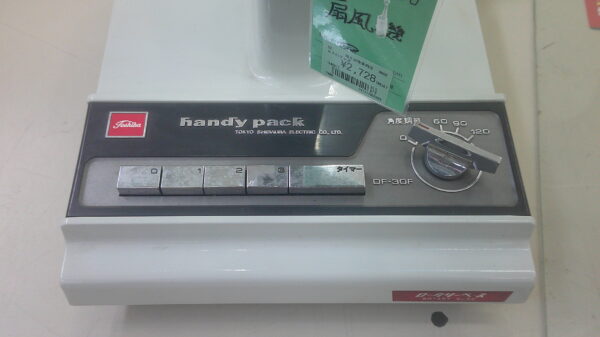 扇風機
¥2,728
Toshiba
handy pack
TOKYO SHIBAURA ELECTRIC CO., LTD.
角度調節
0 60 90 120
0 1 2 3 タイマー
DF-30F